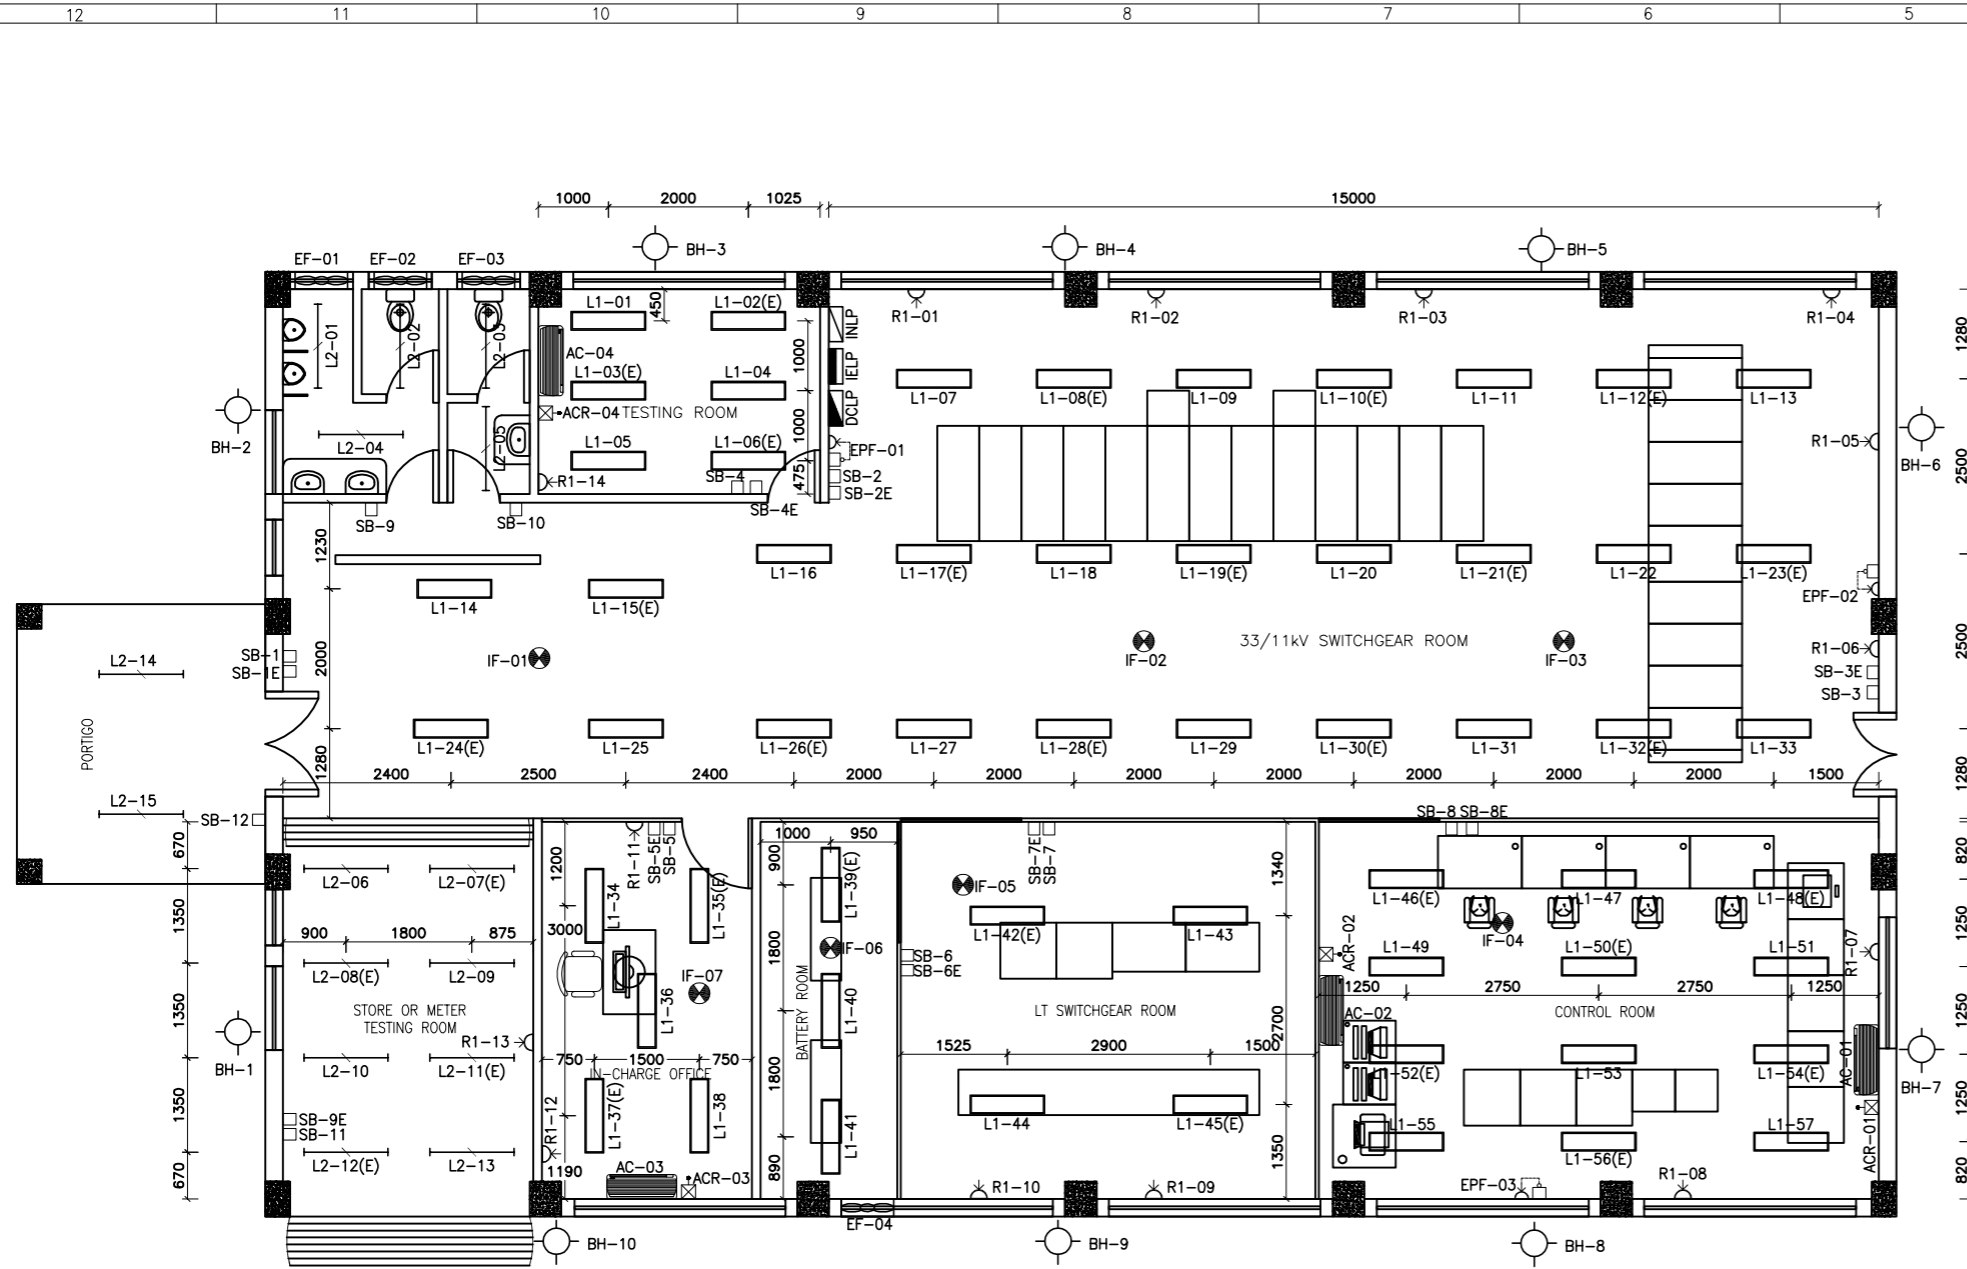 12 11 10 9 8 7 6 5
1000 2000 1025 15000
BH-3 BH-4 BH-5
EF-01 EF-02 EF-03
L1-01 L1-02(E)
450
INLP
R1-01 R1-02 R1-03 R1-04
L2-01 L2-02 L2-03
1280
AC-04
1000
IELP
L1-03(E) L1-04
L1-07 L1-08(E) L1-09 L1-10(E) L1-11 L1-12(E) L1-13
DCLP
ACR-04 TESTING ROOM
1000
BH-2
L2-04
L2-05
L1-05 L1-06(E)
EPF-01
R1-05
BH-6
2500
475
R1-14
SB-4
SB-2
SB-2E
SB-4E
SB-9 SB-10
1230
L1-16 L1-17(E) L1-18 L1-19(E) L1-20 L1-21(E) L1-22 L1-23(E)
EPF-02
L1-14 L1-15(E)
L2-14
SB-1
SB-1E
2000
IF-01 IF-02
33/11kV SWITCHGEAR ROOM
IF-03
R1-06
SB-3E
SB-3
2500
PORTIGO
L1-24(E) L1-25 L1-26(E) L1-27 L1-28(E) L1-29 L1-30(E) L1-31 L1-32(E) L1-33
1280
2400 2500 2400 2000 2000 2000 2000 2000 2000 2000 1500
1280
L2-15
SB-12
670
SB-8 SB-8E
1000 950
1200
R1-11
SB-5E
SB-5
900
SB-7E
SB-7
1340
820
L2-06 L2-07(E)
L1-34
L1-35(E)
L1-39(E)
IF-05
L1-46(E) L1-47 L1-48(E)
1350
900 1800 875
3000
1800
IF-06
L1-42(E) L1-43
ACR-02
IF-04
R1-07
1250
L2-08(E) L2-09
SB-6
SB-6E
L1-49 L1-50(E) L1-51
IF-07
1350
STORE OR METER
TESTING ROOM
L1-36
BATTERY ROOM
L1-40
LT SWITCHGEAR ROOM
1250 2750 2750 1250
AC-02
CONTROL ROOM
1250
R1-13
BH-1
750 1500 750
1525 2900 1500
2700
AC-01
BH-7
L2-10 L2-11(E)
IN-CHARGE OFFICE
1800
L1-52(E) L1-53 L1-54(E)
1350
SB-9E
SB-11
R1-12
L1-37(E)
L1-38
L1-41
L1-44 L1-45(E)
L1-55 L1-56(E) L1-57
1250
ACR-01
L2-12(E) L2-13
670
1190
AC-03
ACR-03
890
R1-10 R1-09
1350
EPF-03
R1-08
820
EF-04
BH-10 BH-9 BH-8